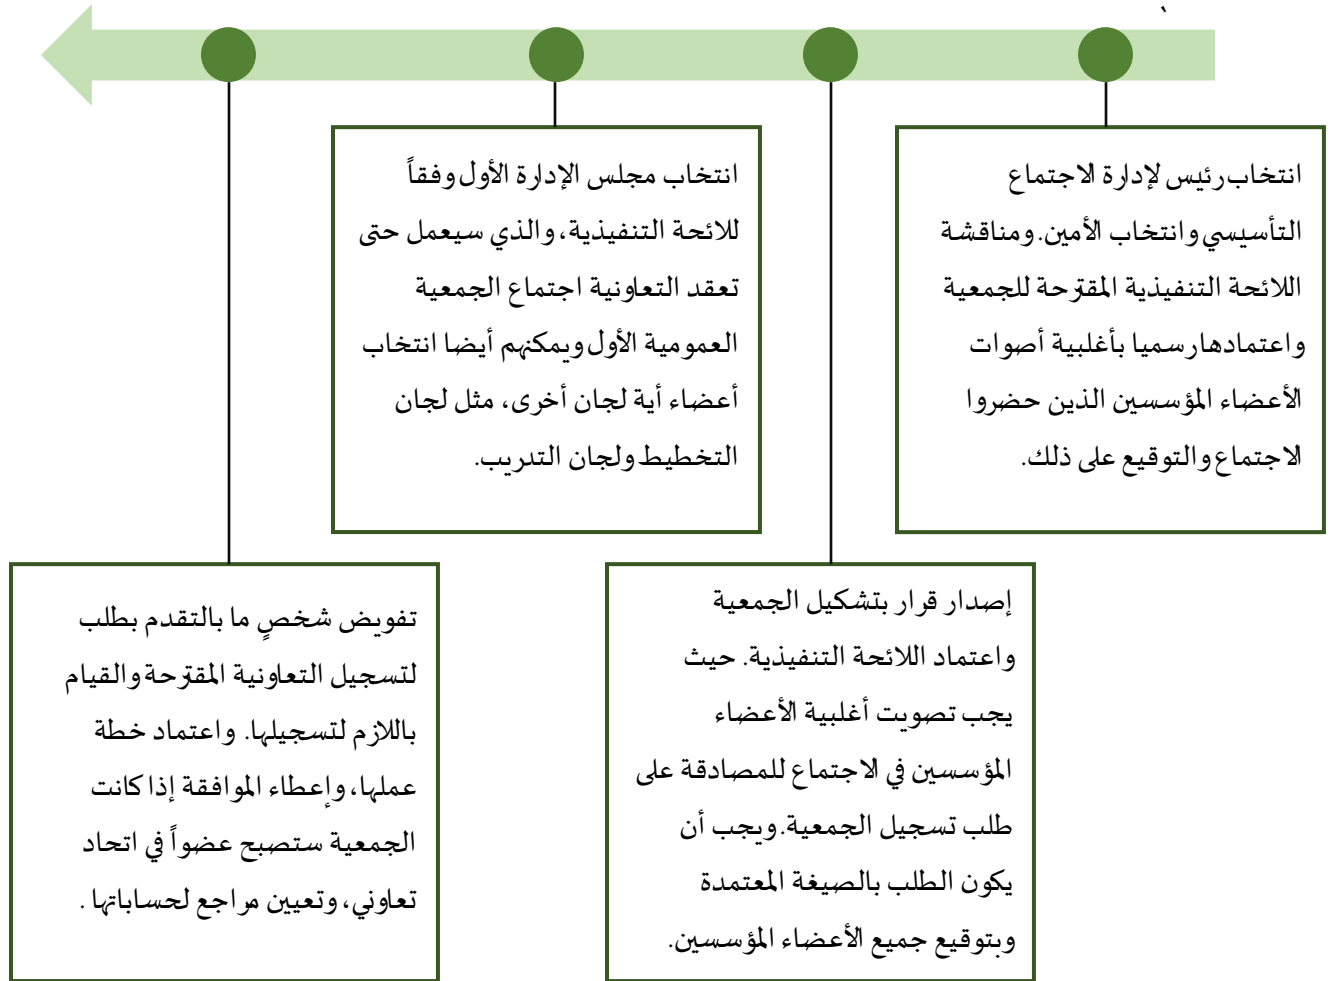 انتخاب رئيس لإدارة الاجتماع
التأسيسي وانتخاب الأمين. ومناقشة
اللائحة التنفيذية المقترحة للجمعية
واعتمادها رسميا بأغلبية أصوات
الأعضاء المؤسسين الذين حضروا
الاجتماع والتوقيع على ذلك.
إصدار قرار بتشكيل الجمعية
واعتماد اللائحة التنفيذية. حيث
يجب تصويت أغلبية الأعضاء
المؤسسين في الاجتماع للمصادقة على
طلب تسجيل الجمعية. ويجب أن
يكون الطلب بالصيغة المعتمدة
وبتوقيع جميع الأعضاء المؤسسين.
انتخاب مجلس الإدارة الأول وفقاً
للائحة التنفيذية، والذي سيعمل حتى
تعقد التعاونية اجتماع الجمعية
العمومية الأول ويمكنهم أيضا انتخاب
أعضاء أية لجان أخرى، مثل لجان
التخطيط ولجان التدريب.
تفويض شخصٍ ما بالتقدم بطلب
لتسجيل التعاونية المقترحة والقيام
باللازم لتسجيلها. واعتماد خطة
عملها، وإعطاء الموافقة إذا كانت
الجمعية ستصبح عضواً في اتحاد
تعاوني، وتعيين مراجع لحساباتها .